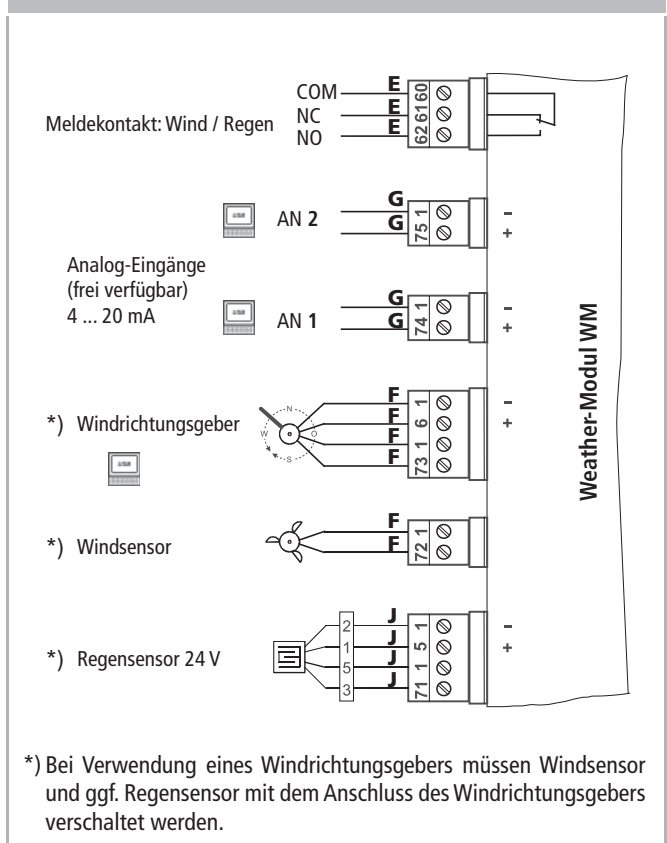 COM E 60
Meldekontakt: Wind / Regen NC E 61
NO E 62
AN 2 G 1 –
G 75 +
Analog-Eingänge
(frei verfügbar)
4 ... 20 mA
AN 1 G 1 –
G 74 +
Weather-Modul WM
*) Windrichtungsgeber F 1 –
F 6 +
F 1
F 73
N
W O
S
*) Windsensor F 1
F 72
*) Regensensor 24 V
2 J 1 –
1 J 5 +
5 J 1
3 J 71
*) Bei Verwendung eines Windrichtungsgebers müssen Windsensor
und ggf. Regensensor mit dem Anschluss des Windrichtungsgebers
verschaltet werden.